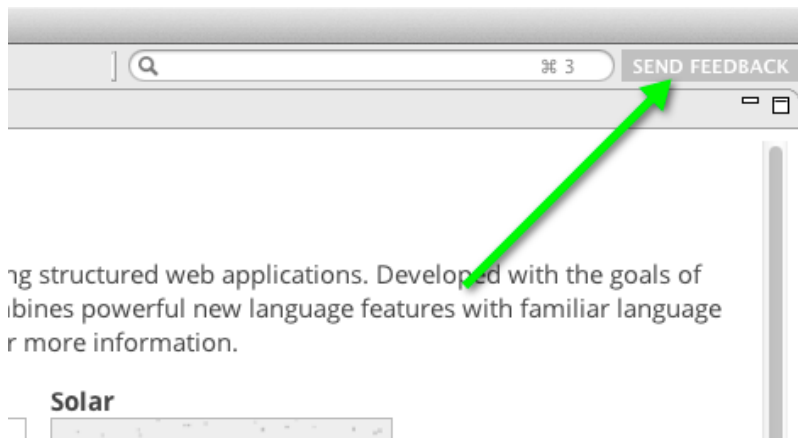 ⌘ 3
SEND FEEDBACK
ng structured web applications. Developed with the goals of
bines powerful new language features with familiar language
r more information.
Solar